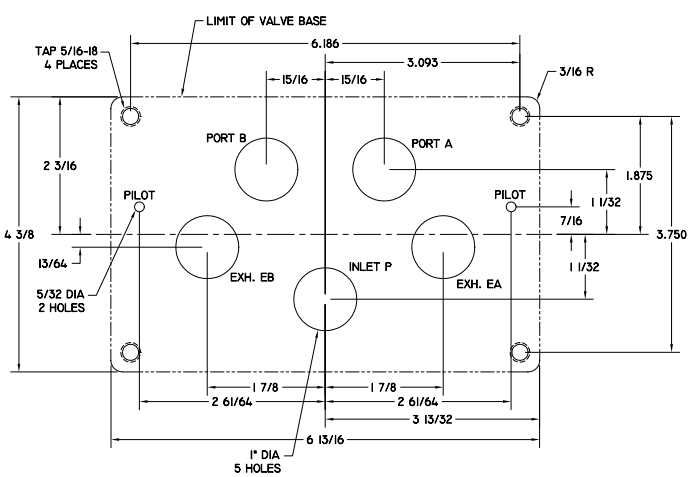 LIMIT OF VALVE BASE
6.186
TAP 5/16-18
4 PLACES
3.093
15/16
15/16
3/16 R
PORT B
PORT A
2 3/16
1.875
PILOT
PILOT
1 1/32
7/16
4 3/8
3.750
13/64
INLET P
1 1/32
EXH. EB
EXH. EA
5/32 DIA
2 HOLES
1 7/8
1 7/8
2 61/64
2 61/64
3 13/32
6 13/16
1" DIA
5 HOLES